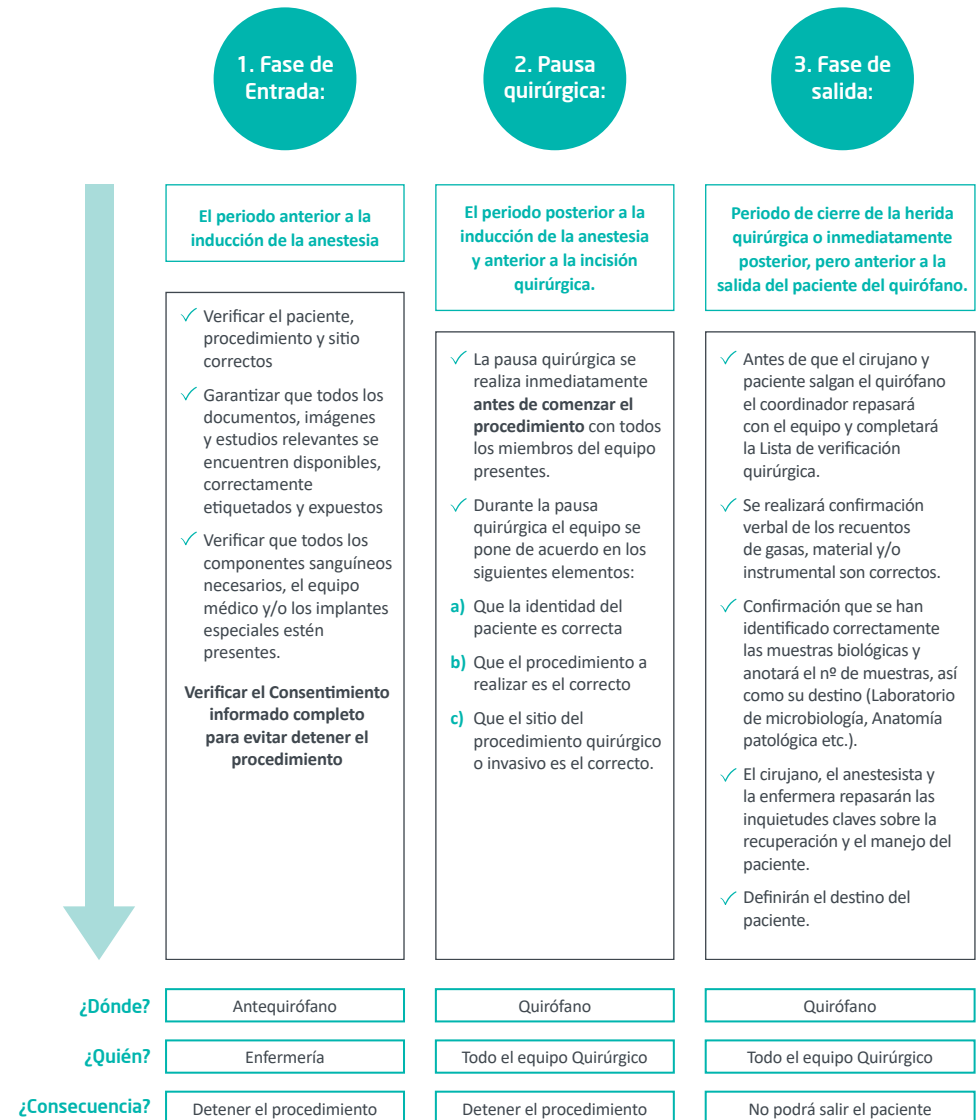 1. Fase de
Entrada:
2. Pausa
quirúrgica:
3. Fase de
salida:
El periodo anterior a la
inducción de la anestesia
El periodo posterior a la
inducción de la anestesia
y anterior a la incisión
quirúrgica.
Periodo de cierre de la herida
quirúrgica o inmediatamente
posterior, pero anterior a la
salida del paciente del quirófano.
✓ Verificar el paciente,
procedimiento y sitio
correctos
✓ Garantizar que todos los
documentos, imágenes
y estudios relevantes se
encuentren disponibles,
correctamente
etiquetados y expuestos
✓ Verificar que todos los
componentes sanguíneos
necesarios, el equipo
médico y/o los implantes
especiales estén
presentes.
Verificar el Consentimiento
informado completo
para evitar detener el
procedimiento
✓ La pausa quirúrgica se
realiza inmediatamente
antes de comenzar el
procedimiento con todos
los miembros del equipo
presentes.
✓ Durante la pausa
quirúrgica el equipo se
pone de acuerdo en los
siguientes elementos:
a) Que la identidad del
paciente es correcta
b) Que el procedimiento a
realizar es el correcto
c) Que el sitio del
procedimiento quirúrgico
o invasivo es el correcto.
✓ Antes de que el cirujano y
paciente salgan el quirófano
el coordinador repasará
con el equipo y completará
la Lista de verificación
quirúrgica.
✓ Se realizará confirmación
verbal de los recuentos
de gasas, material y/o
instrumental son correctos.
✓ Confirmación que se han
identificado correctamente
las muestras biológicas y
anotará el nº de muestras, así
como su destino (Laboratorio
de microbiología, Anatomía
patológica etc.).
✓ El cirujano, el anestesista y
la enfermera repasarán las
inquietudes claves sobre la
recuperación y el manejo del
paciente.
✓ Definirán el destino del
paciente.
¿Dónde?
Antequirófano
Quirófano
Quirófano
¿Quién?
Enfermería
Todo el equipo Quirúrgico
Todo el equipo Quirúrgico
¿Consecuencia?
Detener el procedimiento
Detener el procedimiento
No podrá salir el paciente